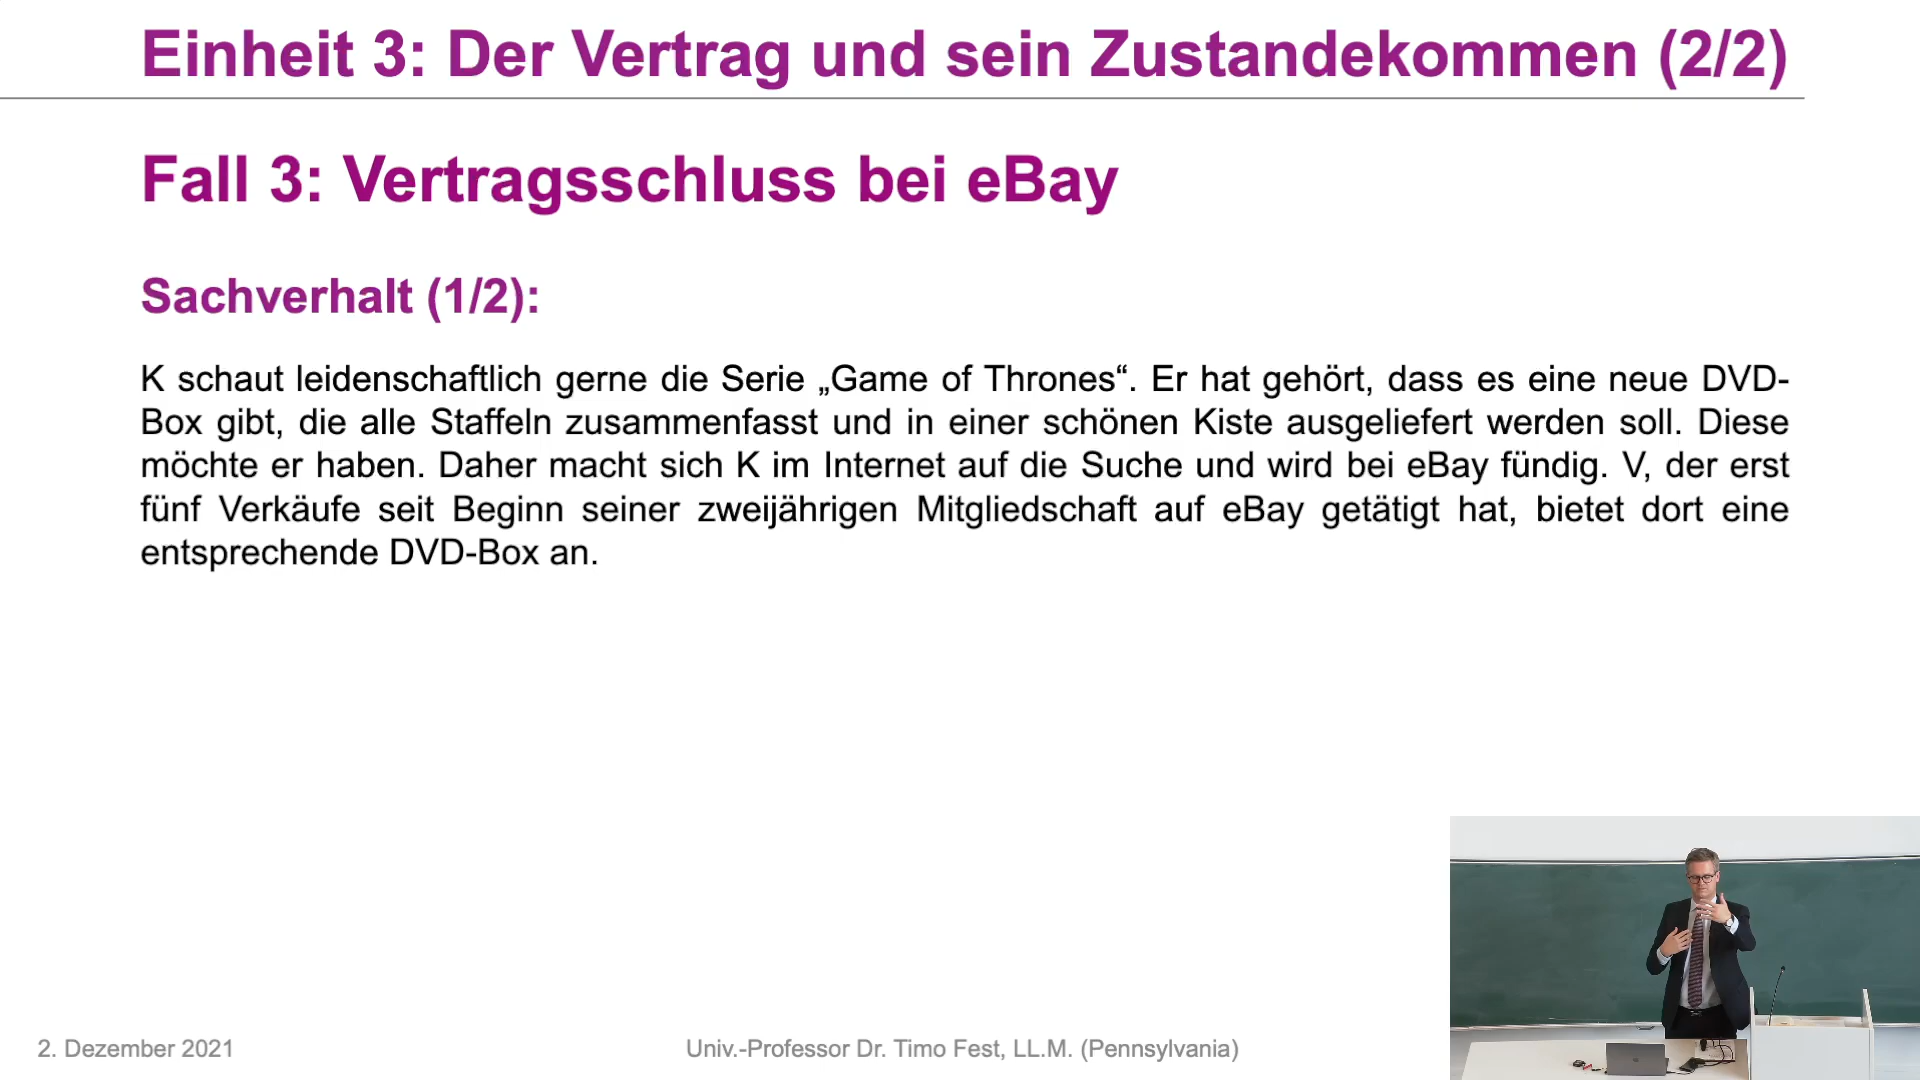 Einheit 3: Der Vertrag und sein Zustandekommen (2/2)
Fall 3: Vertragsschluss bei eBay
Sachverhalt (1/2):
K schaut leidenschaftlich gerne die Serie „Game of Thrones“. Er hat gehört, dass es eine neue DVD-
Box gibt, die alle Staffeln zusammenfasst und in einer schönen Kiste ausgeliefert werden soll. Diese
möchte er haben. Daher macht sich K im Internet auf die Suche und wird bei eBay fündig. V, der erst
fünf Verkäufe seit Beginn seiner zweijährigen Mitgliedschaft auf eBay getätigt hat, bietet dort eine
entsprechende DVD-Box an.
2. Dezember 2021
Univ.-Professor Dr. Timo Fest, LL.M. (Pennsylvania)